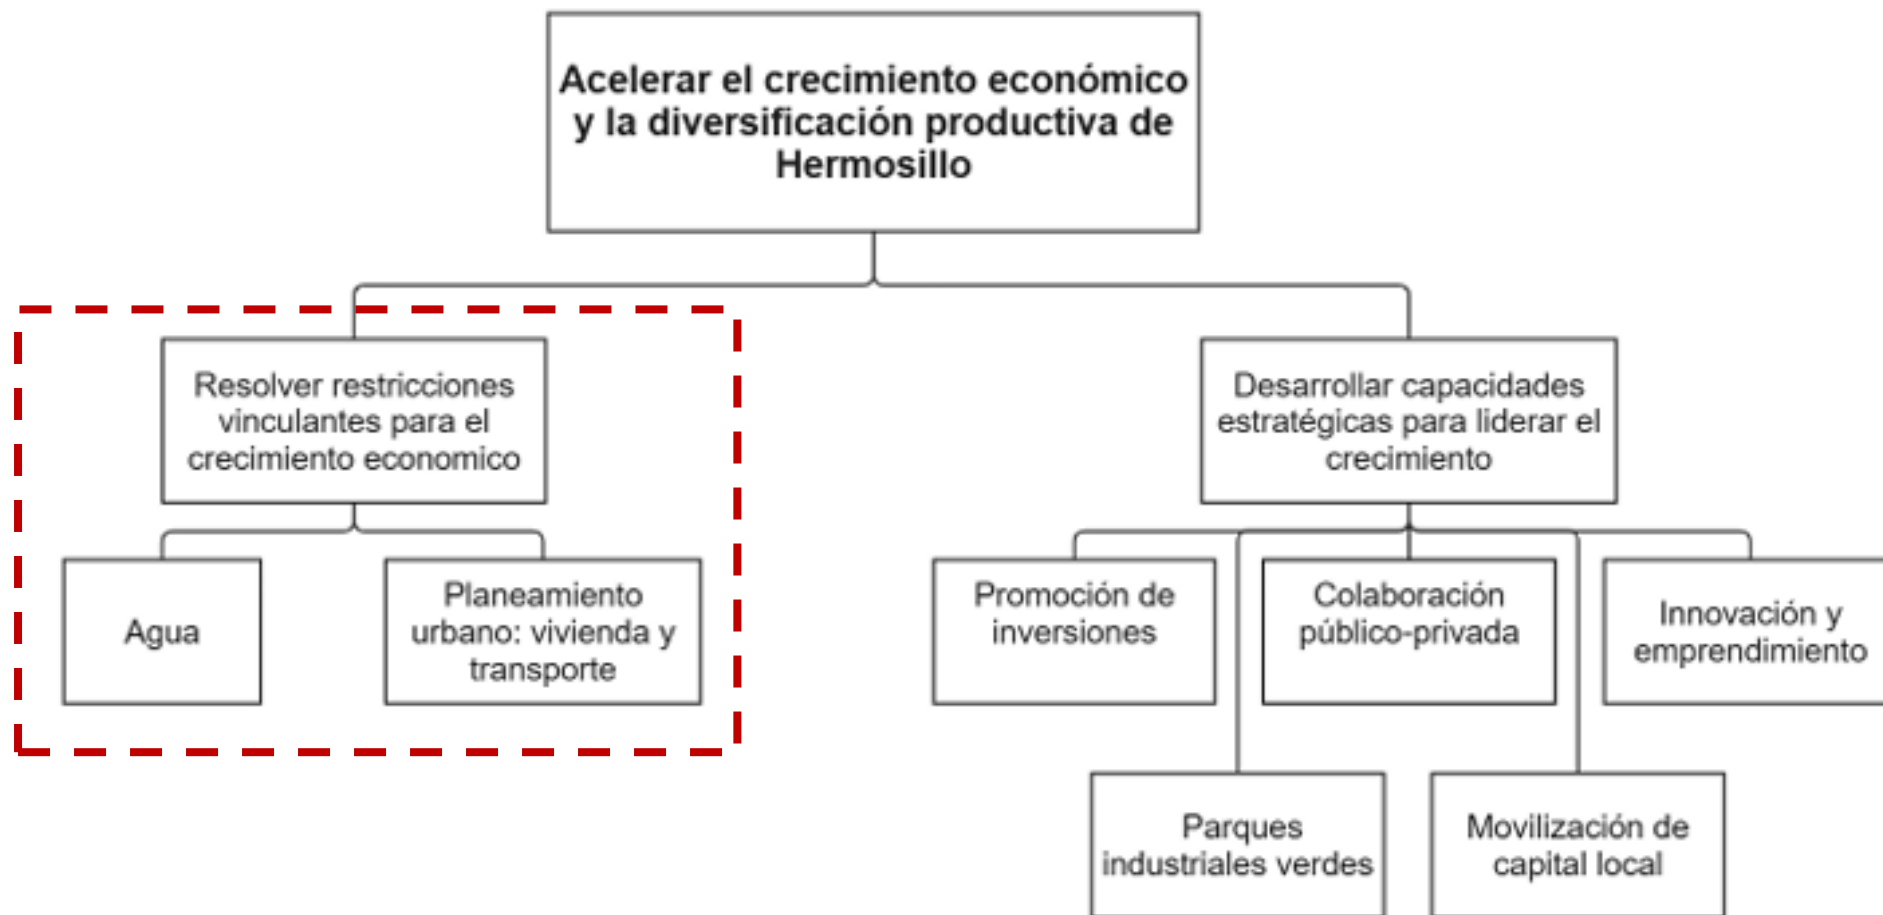 Acelerar el crecimiento económico
y la diversificación productiva de
Hermosillo
Resolver restricciones
vinculantes para el
crecimiento economico
Desarrollar capacidades
estratégicas para liderar el
crecimiento
Agua
Planeamiento
urbano: vivienda y
transporte
Promoción de
inversiones
Colaboración
público-privada
Innovación y
emprendimiento
Parques
industriales verdes
Movilización de
capital local